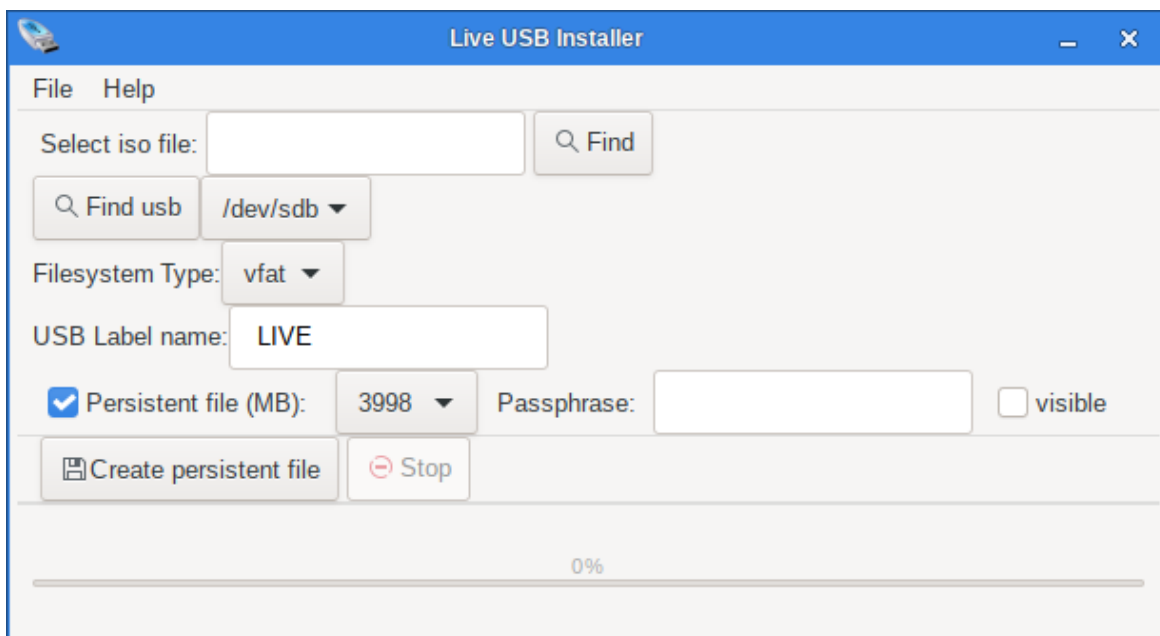 Live USB Installer
File Help
Select iso file: Find
Find usb /dev/sdb
Filesystem Type: vfat
USB Label name: LIVE
Persistent file (MB): 3998 Passphrase: visible
Create persistent file Stop
0%